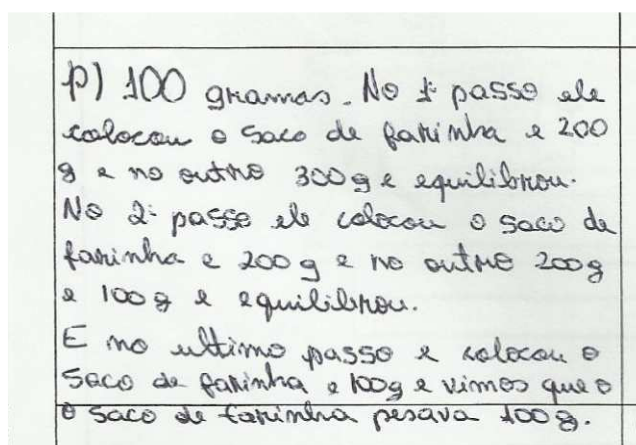 p) 100 gramas. No 1º passo ele
colocou o saco de farinha e 200
g e no outro 300g e equilibrou.
No 2º passo ele colocou o saco de
farinha e 200g e no outro 200g
e 100g e equilibrou.
E no ultimo passo e colocou o
saco de farinha e 100g e vimos que o
o saco de farinha pesava 100g.